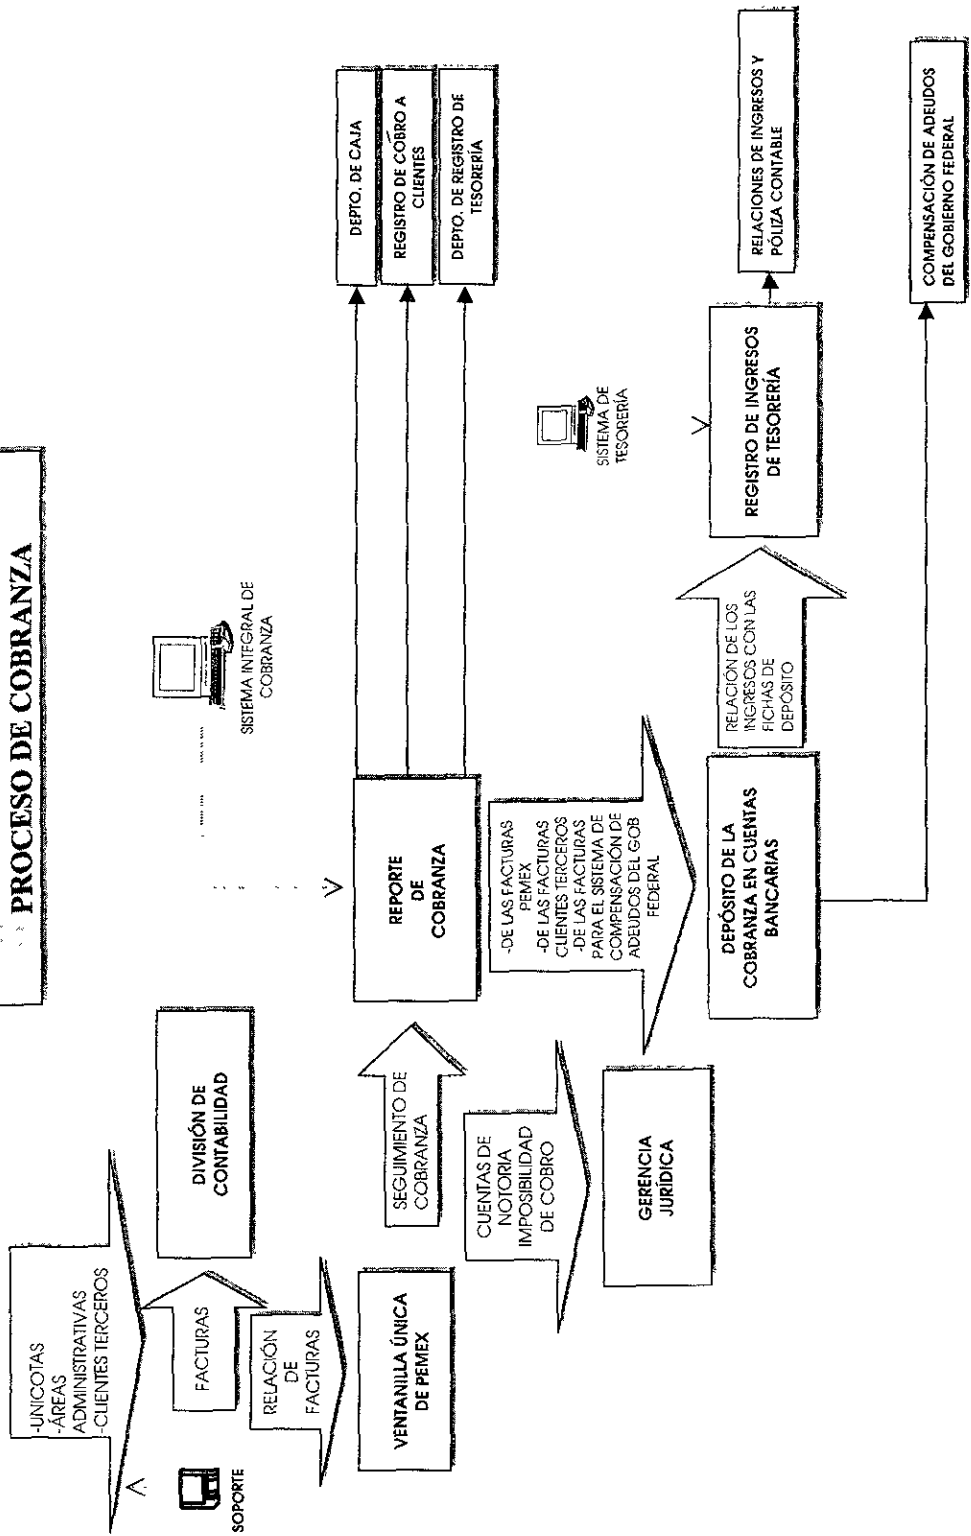 PROCESO DE COBRANZA
-UNICOTAS
-ÁREAS
ADMINISTRATIVAS
-CLIENTES TERCEROS
SOPORTE
FACTURAS
DIVISIÓN DE
CONTABILIDAD
RELACIÓN
DE
FACTURAS
VENTANILLA ÚNICA
DE PEMEX
SISTEMA INTEGRAL DE
COBRANZA
SEGUIMIENTO DE
COBRANZA
REPORTE
DE
COBRANZA
DEPTO. DE CAJA
REGISTRO DE COBRO A
CLIENTES
DEPTO. DE REGISTRO DE
TESORERÍA
CUENTAS DE
NOTORIA
IMPOSIBILIDAD
DE COBRO
GERENCIA
JURÍDICA
-DE LAS FACTURAS
PEMEX
-DE LAS FACTURAS
CLIENTES TERCEROS
-DE LAS FACTURAS
PARA EL SISTEMA DE
COMPENSACIÓN DE
ADEUDOS DEL GOB
FEDERAL
SISTEMA DE
TESORERÍA
DEPÓSITO DE LA
COBRANZA EN CUENTAS
BANCARIAS
RELACIÓN DE LOS
INGRESOS CON LAS
FICHAS DE
DEPÓSITO
REGISTRO DE INGRESOS
DE TESORERÍA
RELACIONES DE INGRESOS Y
PÓLIZA CONTABLE
COMPENSACIÓN DE ADEUDOS
DEL GOBIERNO FEDERAL